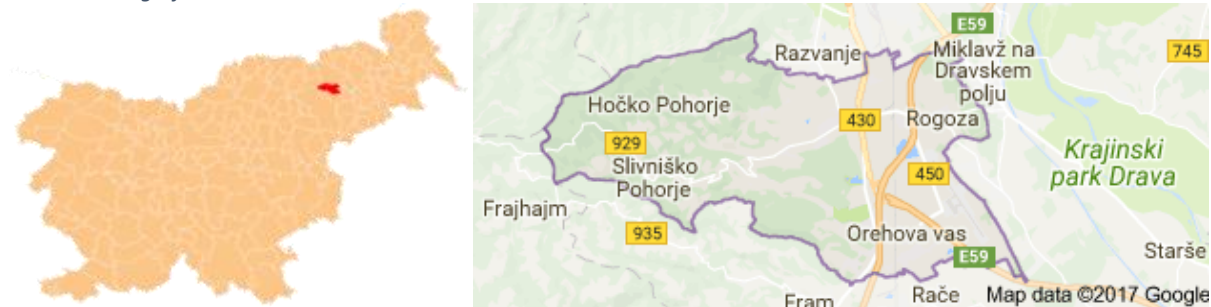 E59
Razvanje
Miklavž na
Dravskem
polju
745
Hočko Pohorje
430
Rogoza
929
Krajinski
park Drava
Slivniško
Pohorje
450
Frajhajm
935
Orehova vas
E59
Starše
Fram
Rače
Map data ©2017 Google